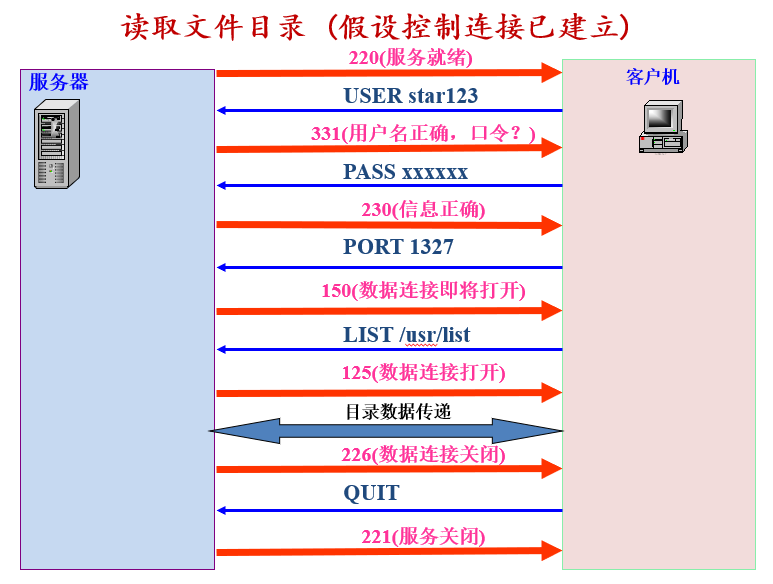 读取文件目录（假设控制连接已建立）
220(服务就绪)
服务器
客户机
USER star123
331(用户名正确，口令？)
PASS xxxxxx
230(信息正确)
PORT 1327
150(数据连接即将打开)
LIST /usr/list
125(数据连接打开)
目录数据传递
226(数据连接关闭)
QUIT
221(服务关闭)